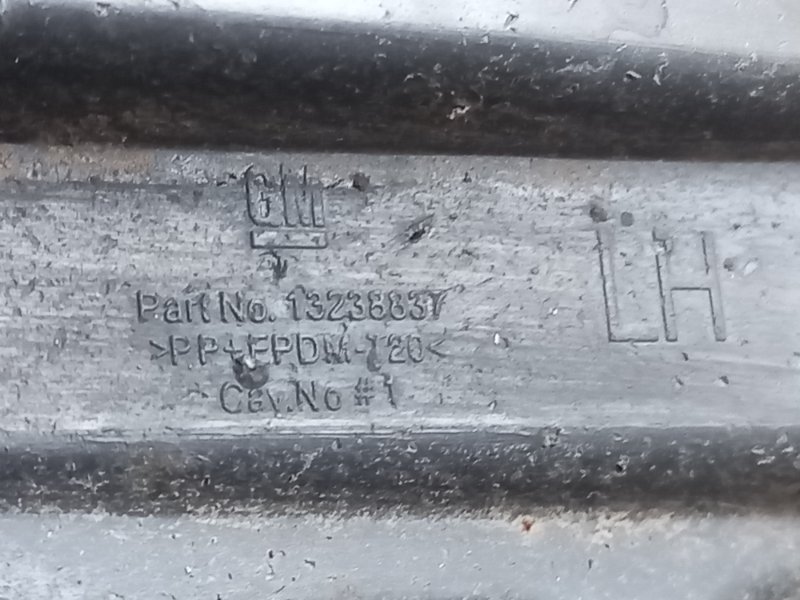 GM
LH
Part No. 13238837
>PP+EPDM-T20<
Cav.No #1